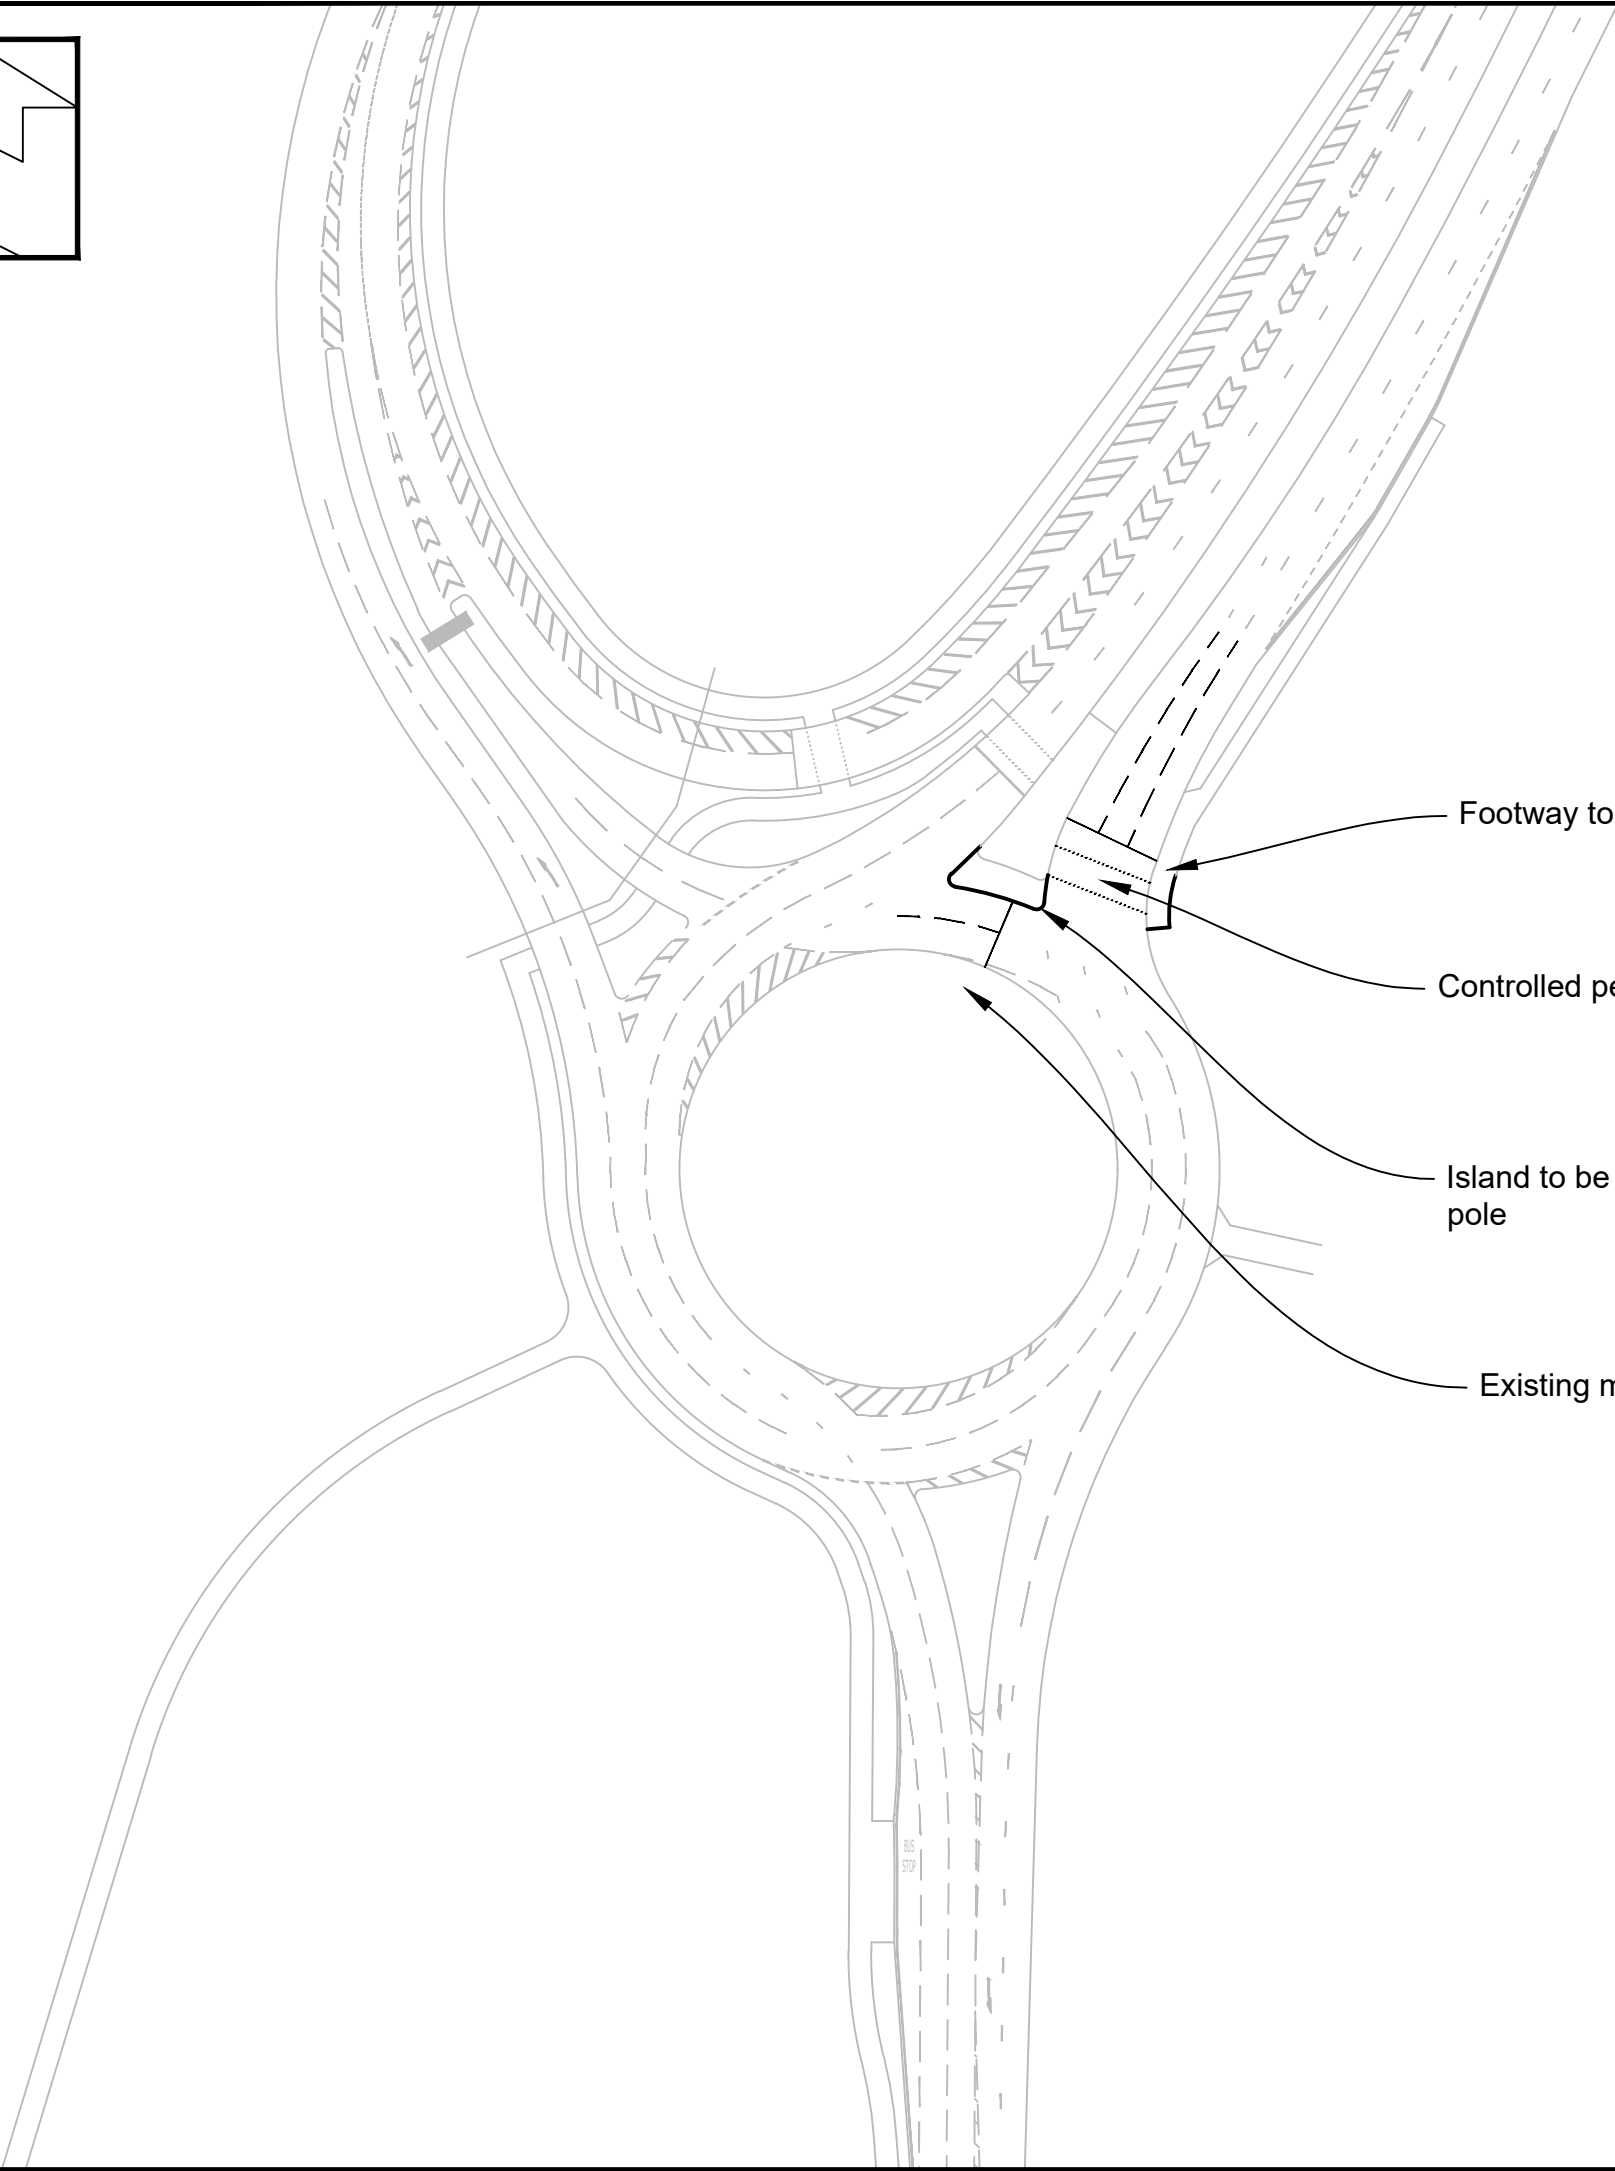 Footway to
Controlled pe
Island to be
pole
Existing m
BUS
STOP